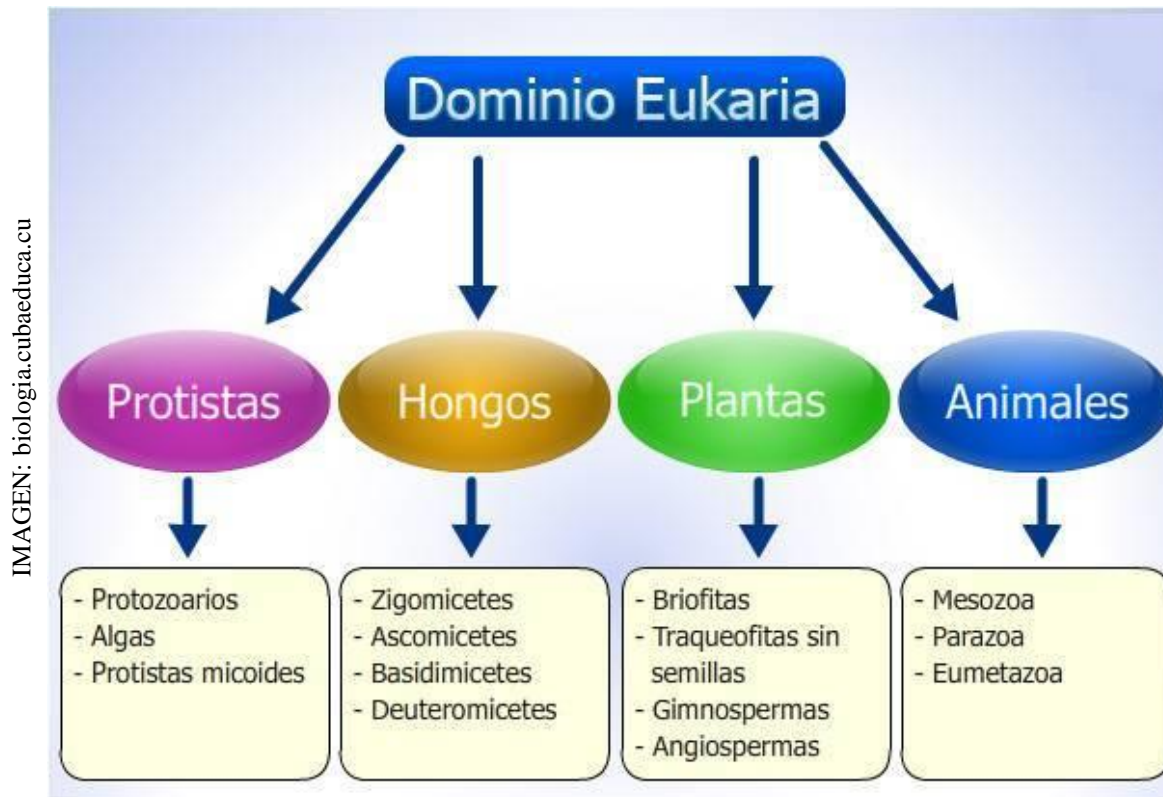 IMAGEN: biologia.cubaeduca.cu
Dominio Eukaria
Protistas
Hongos
Plantas
Animales
- Protozoarios
- Algas
- Protistas micoides
- Zigomicetes
- Ascomicetes
- Basidimicetes
- Deuteromicetes
- Briofitas
- Traqueofitas sin
semillas
- Gimnospermas
- Angiospermas
- Mesozoa
- Parazoa
- Eumetazoa